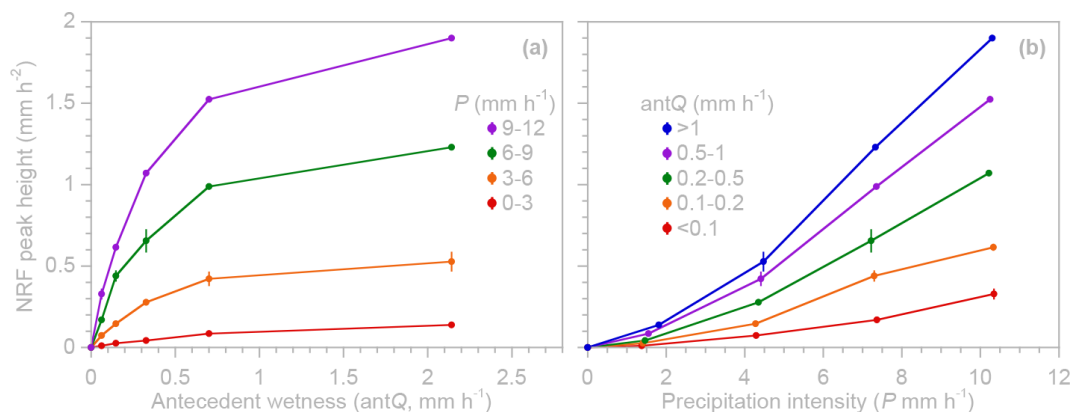 2
1.5
1
0.5
0
NRF peak height (mm h-2)
(a)
P (mm h-1)
9-12
6-9
3-6
0-3
0 0.5 1 1.5 2 2.5
Antecedent wetness (antQ, mm h-1)
(b)
antQ (mm h-1)
>1
0.5-1
0.2-0.5
0.1-0.2
<0.1
0 2 4 6 8 10 12
Precipitation intensity (P mm h-1)